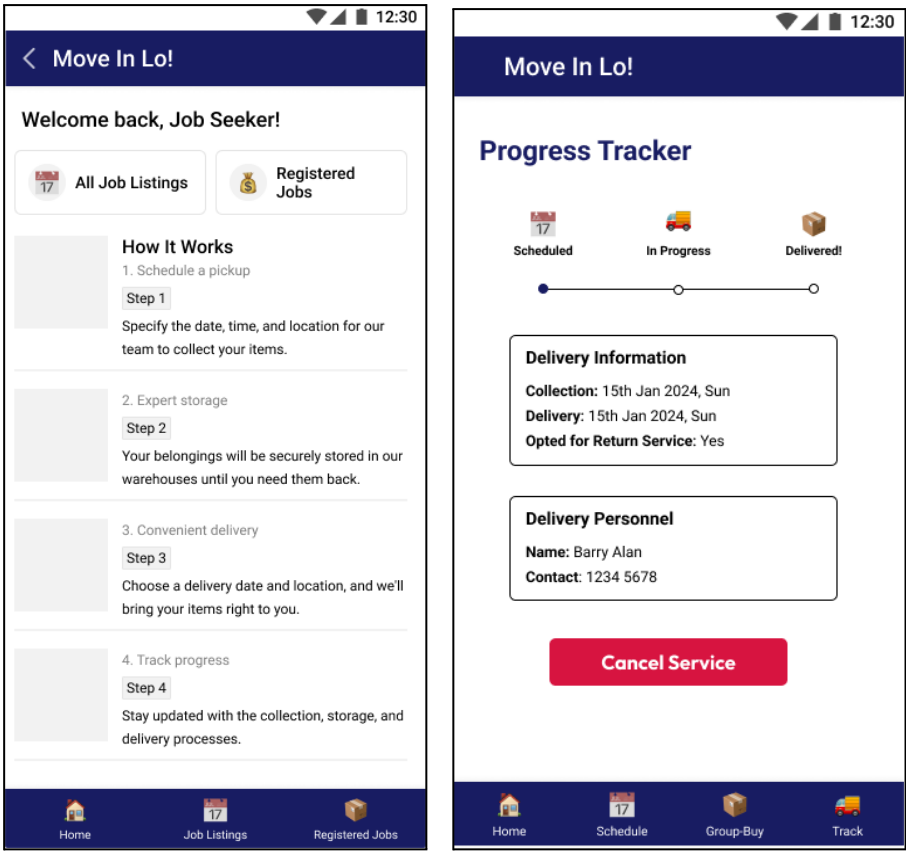 12:30
Move In Lo!
Welcome back, Job Seeker!
17
All Job Listings
$
Registered
Jobs
How It Works
1. Schedule a pickup
Step 1
Specify the date, time, and location for our
team to collect your items.
2. Expert storage
Step 2
Your belongings will be securely stored in our
warehouses until you need them back.
3. Convenient delivery
Step 3
Choose a delivery date and location, and we'll
bring your items right to you.
4. Track progress
Step 4
Stay updated with the collection, storage, and
delivery processes.
17
Home Job Listings Registered Jobs
12:30
Move In Lo!
Progress Tracker
17
Scheduled In Progress Delivered!
Delivery Information
Collection: 15th Jan 2024, Sun
Delivery: 15th Jan 2024, Sun
Opted for Return Service: Yes
Delivery Personnel
Name: Barry Alan
Contact: 1234 5678
Cancel Service
17
Home Schedule Group-Buy Track